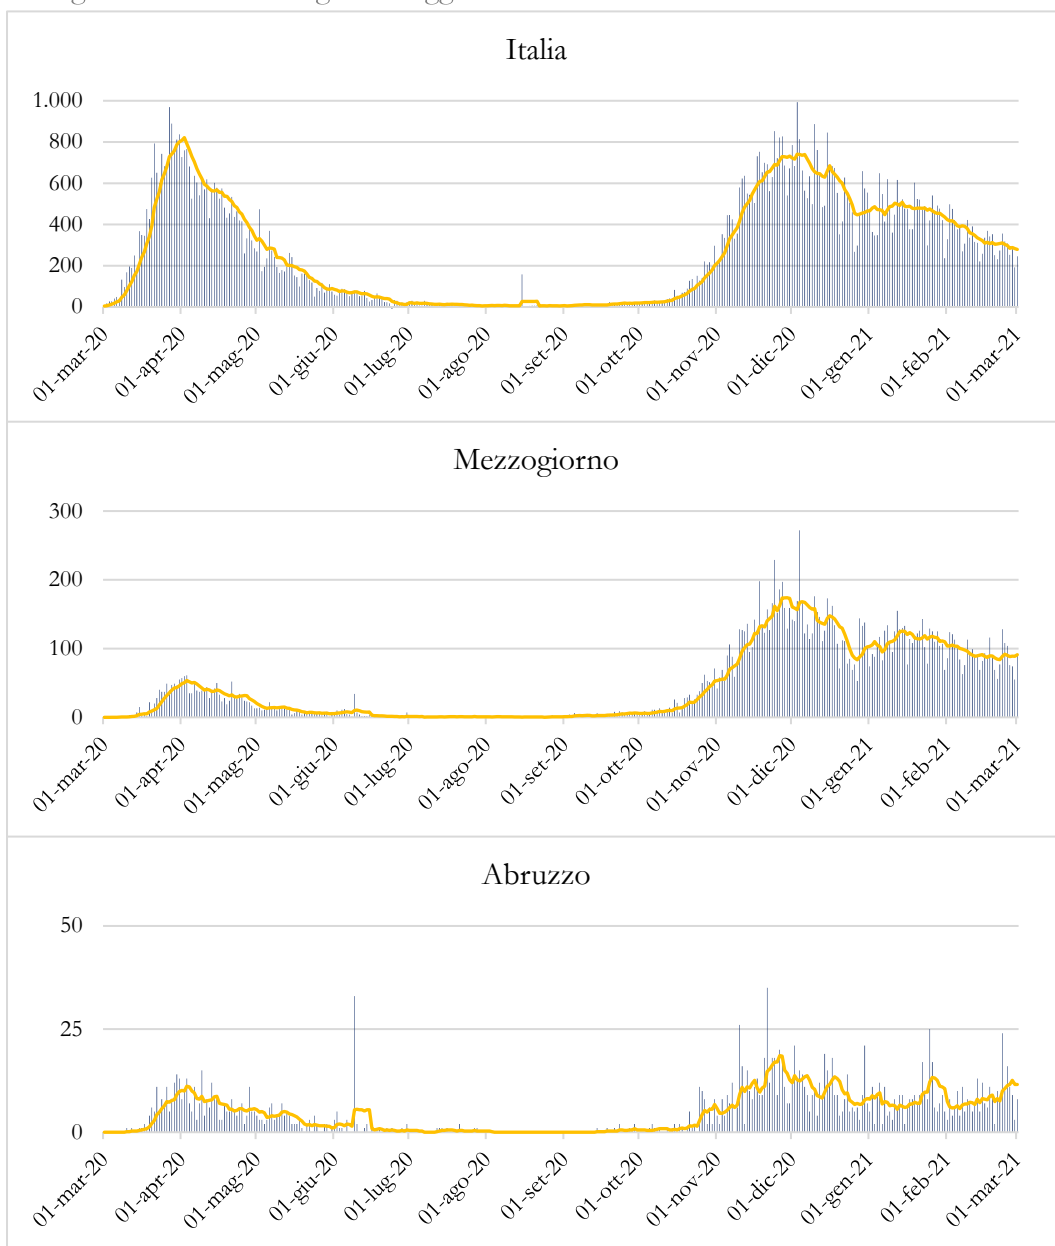 Italia
1.000
800
600
400
200
0
01-mar-20 01-apr-20 01-mag-20 01-giu-20 01-lug-20 01-ago-20 01-set-20 01-ott-20 01-nov-20 01-dic-20 01-gen-21 01-feb-21 01-mar-21
Mezzogiorno
300
200
100
0
01-mar-20 01-apr-20 01-mag-20 01-giu-20 01-lug-20 01-ago-20 01-set-20 01-ott-20 01-nov-20 01-dic-20 01-gen-21 01-feb-21 01-mar-21
Abruzzo
50
25
0
01-mar-20 01-apr-20 01-mag-20 01-giu-20 01-lug-20 01-ago-20 01-set-20 01-ott-20 01-nov-20 01-dic-20 01-gen-21 01-feb-21 01-mar-21